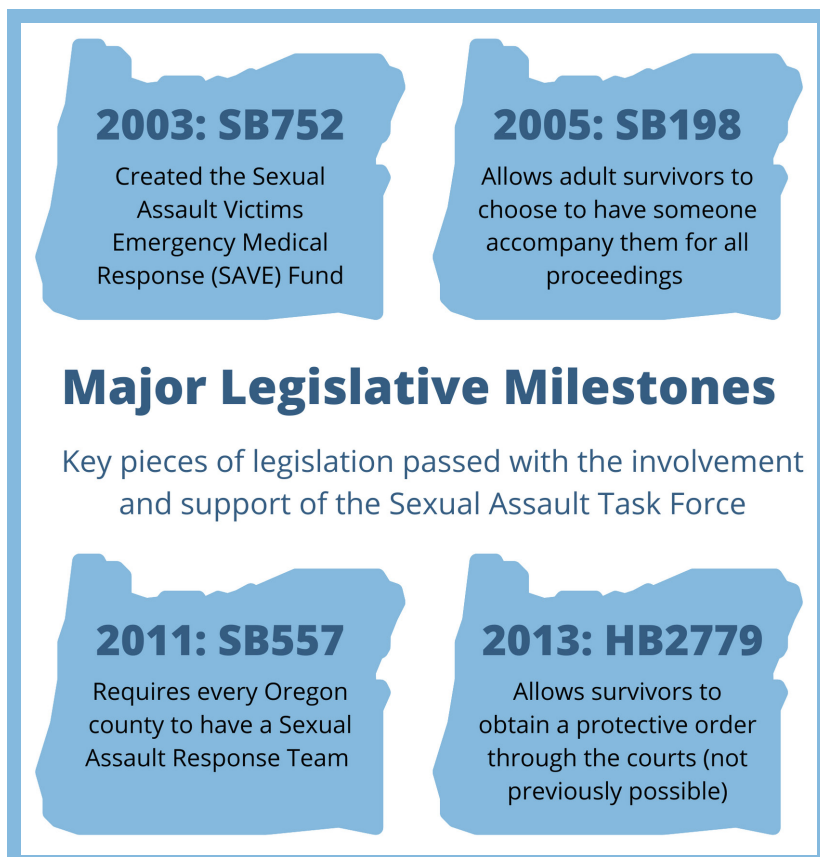 2003: SB752
Created the Sexual
Assault Victims
Emergency Medical
Response (SAVE) Fund
2005: SB198
Allows adult survivors to
choose to have someone
accompany them for all
proceedings
Major Legislative Milestones
Key pieces of legislation passed with the involvement
and support of the Sexual Assault Task Force
2011: SB557
Requires every Oregon
county to have a Sexual
Assault Response Team
2013: HB2779
Allows survivors to
obtain a protective order
through the courts (not
previously possible)